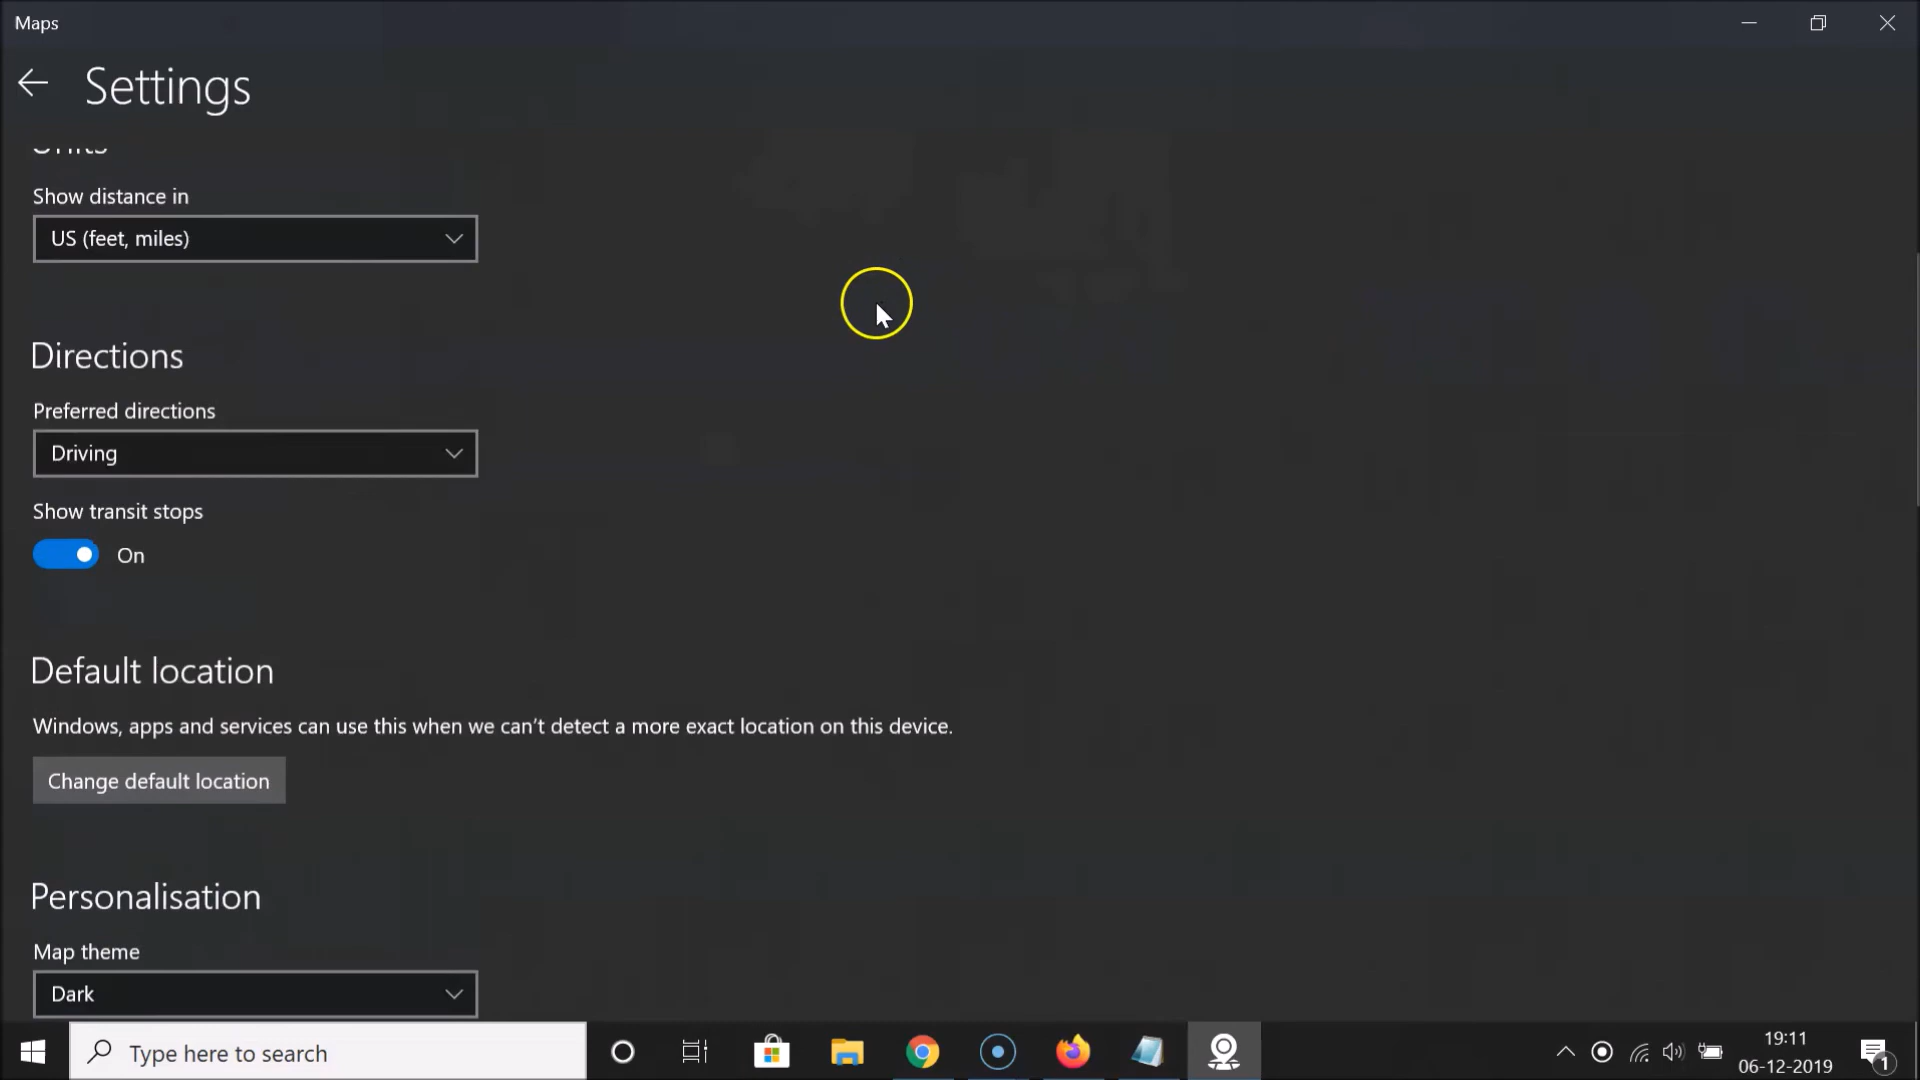 Maps
Settings
Units
Show distance in
US (feet, miles)
Directions
Preferred directions
Driving
Show transit stops
On
Default location
Windows, apps and services can use this when we can’t detect a more exact location on this device.
Change default location
Personalisation
Map theme
Dark
Type here to search
19:11
06-12-2019
1